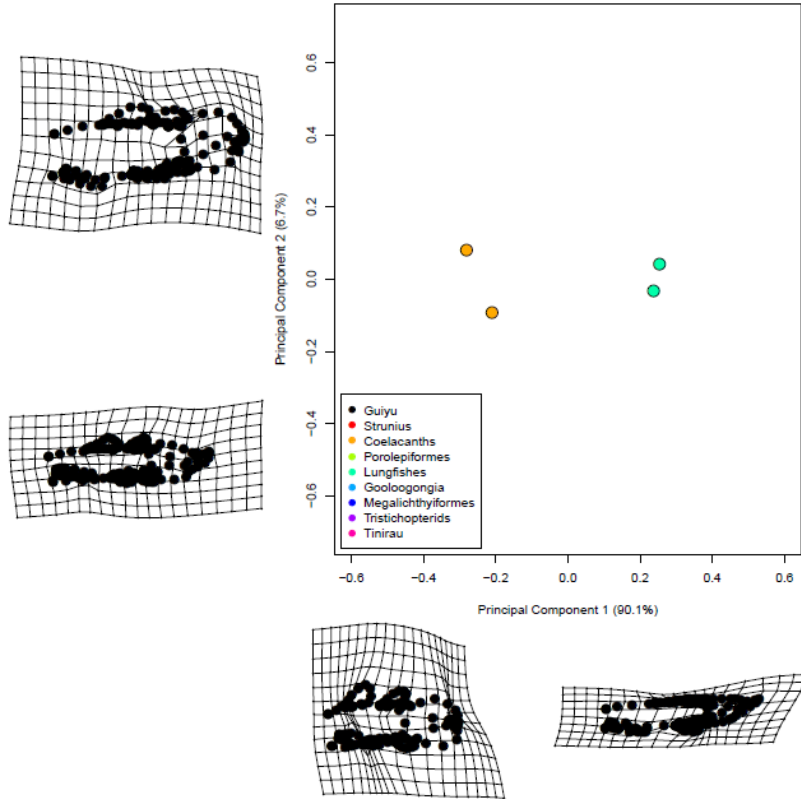 0.6
0.4
0.2
0.0
−0.2
−0.4
−0.6
Principal Component 2 (6.7%)
Guiyu
Strunius
Coelacanths
Porolepiformes
Lungfishes
Gooloogongia
Megalichthyiformes
Tristichopterids
Tinirau
−0.6 −0.4 −0.2 0.0 0.2 0.4 0.6
Principal Component 1 (90.1%)